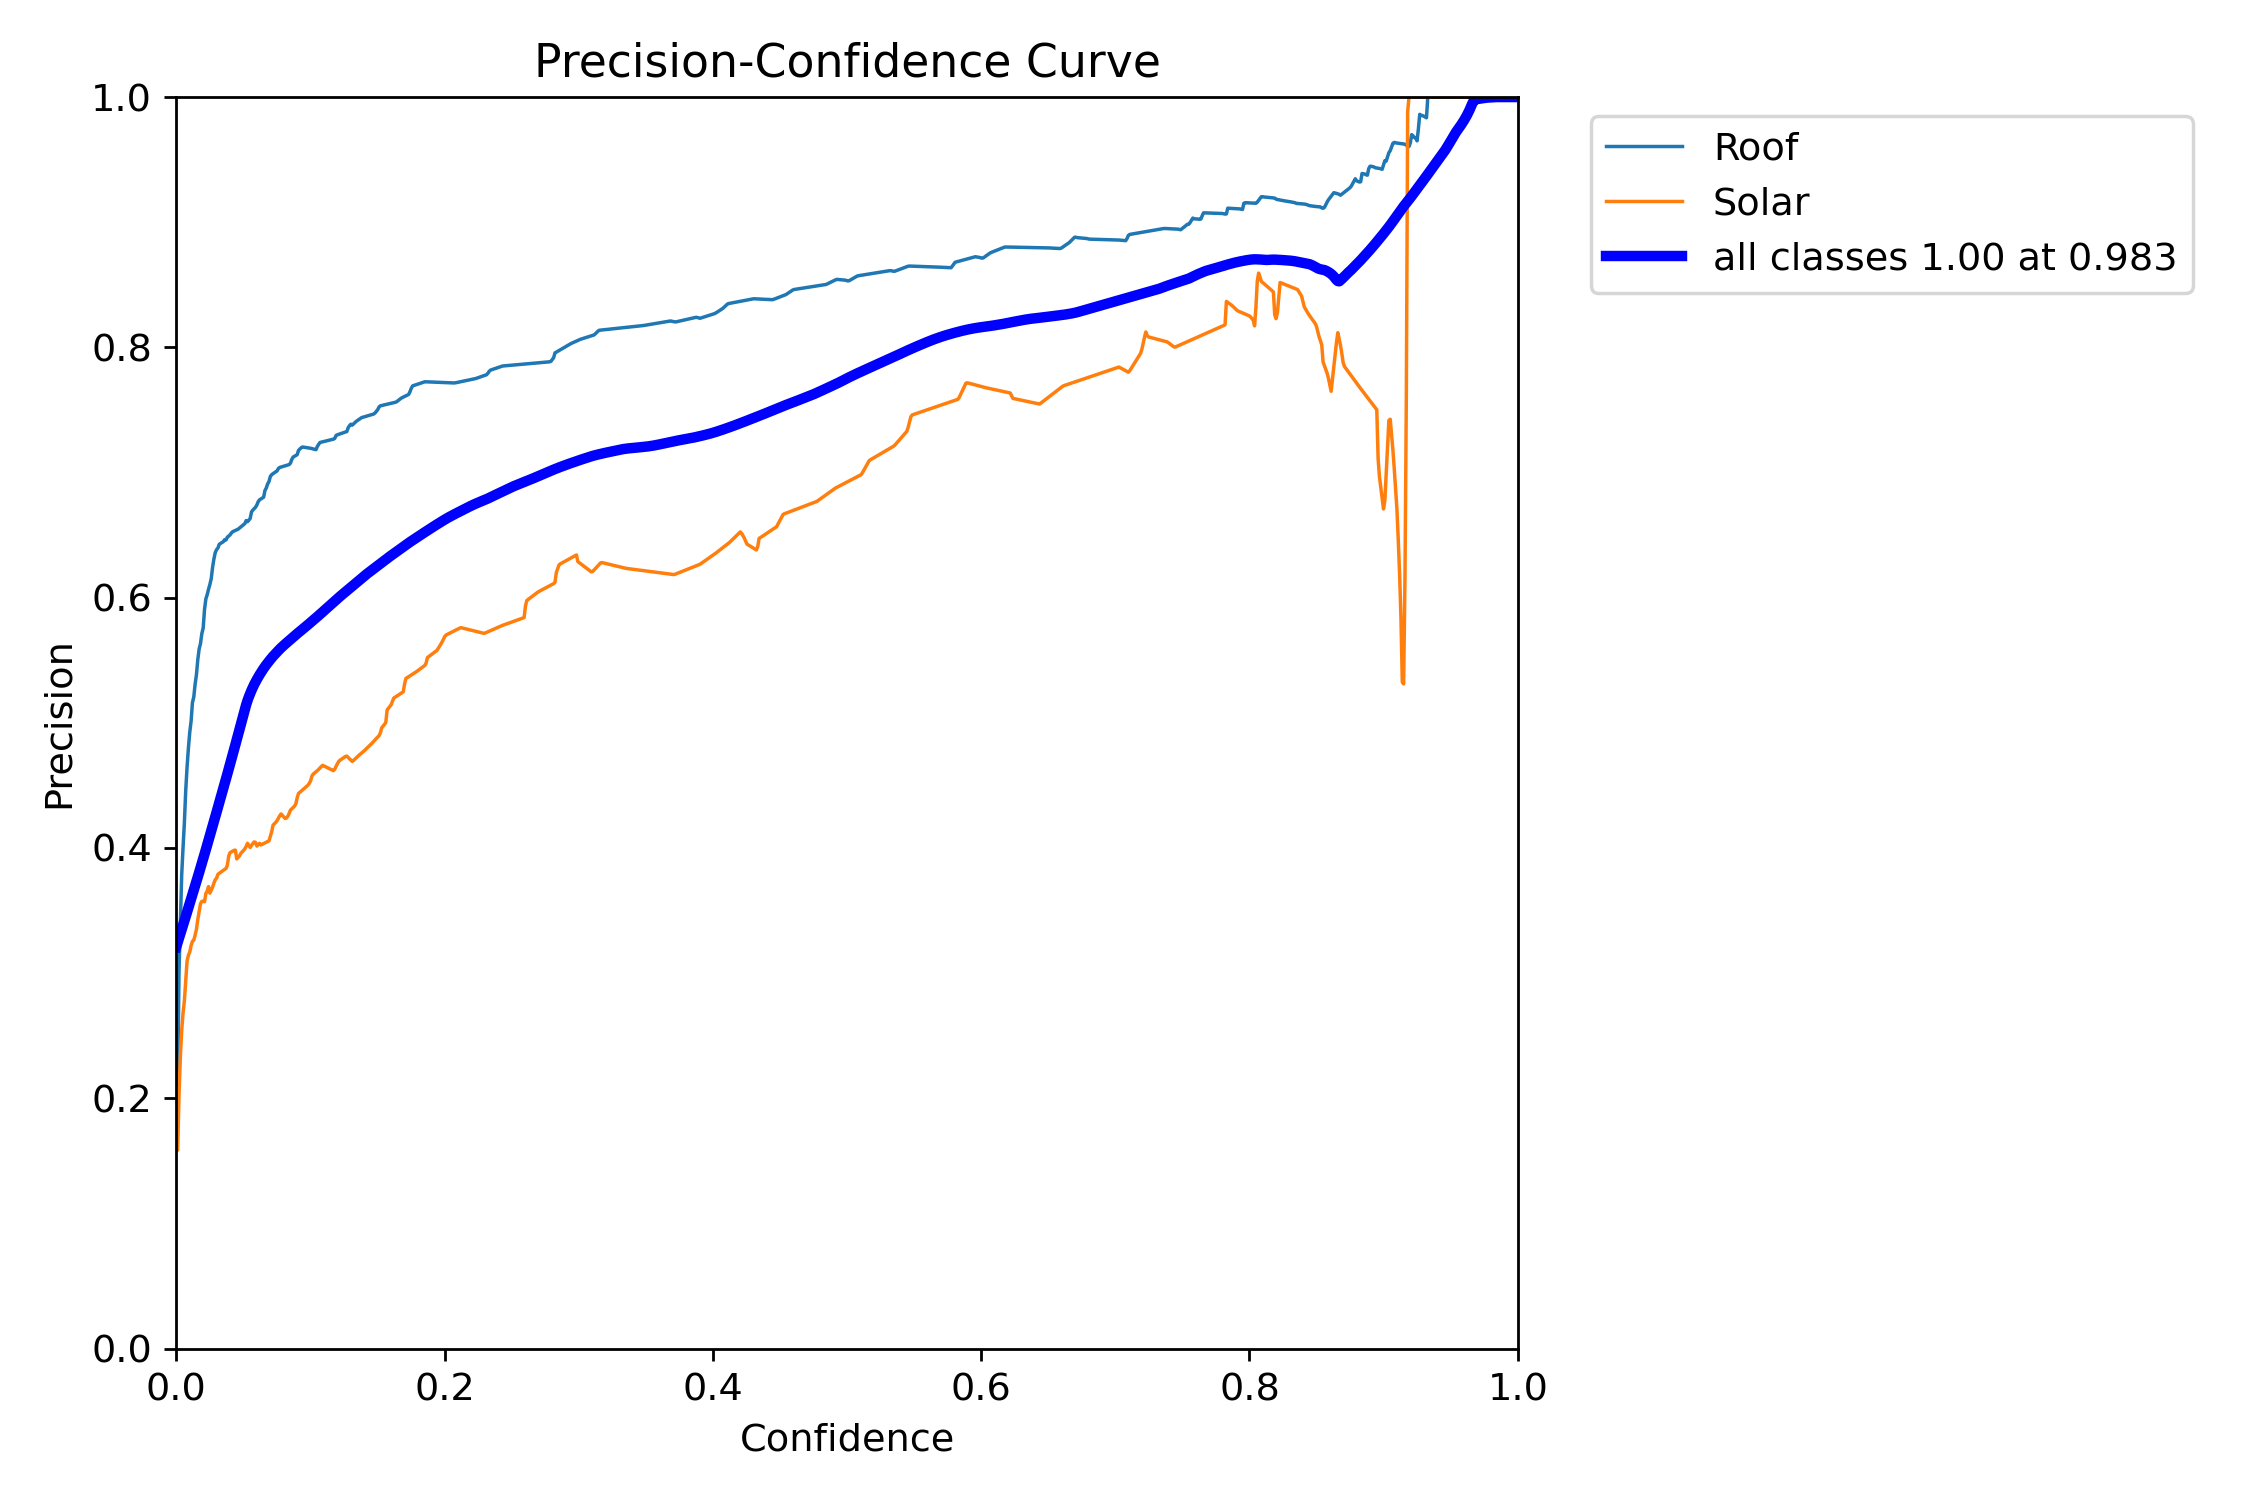 Precision-Confidence Curve
1.0
0.8
0.6
0.4
0.2
0.0
Precision
0.0 0.2 0.4 0.6 0.8 1.0
Confidence
Roof
Solar
all classes 1.00 at 0.983